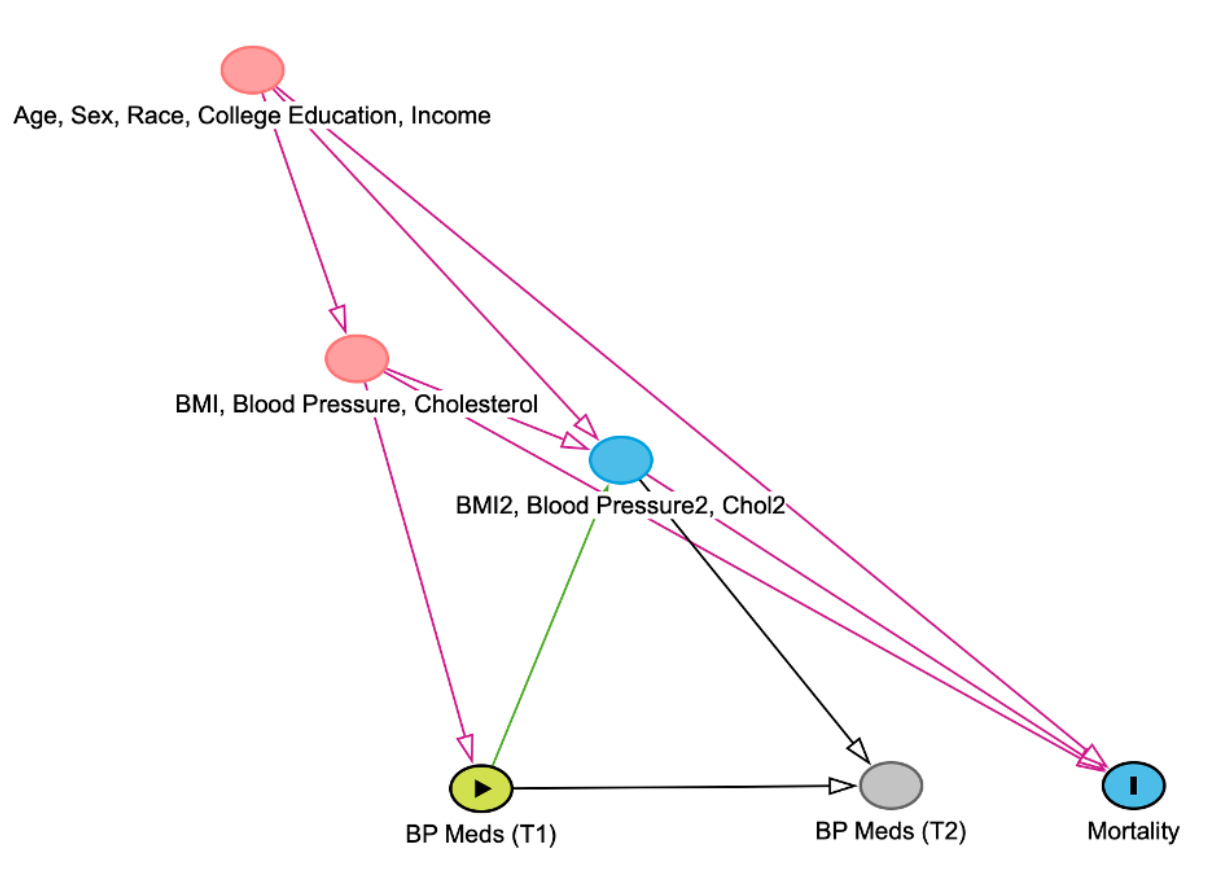 Age, Sex, Race, College Education, Income
BMI, Blood Pressure, Cholesterol
BMI2, Blood Pressure2, Chol2
BP Meds (T1)
BP Meds (T2)
Mortality